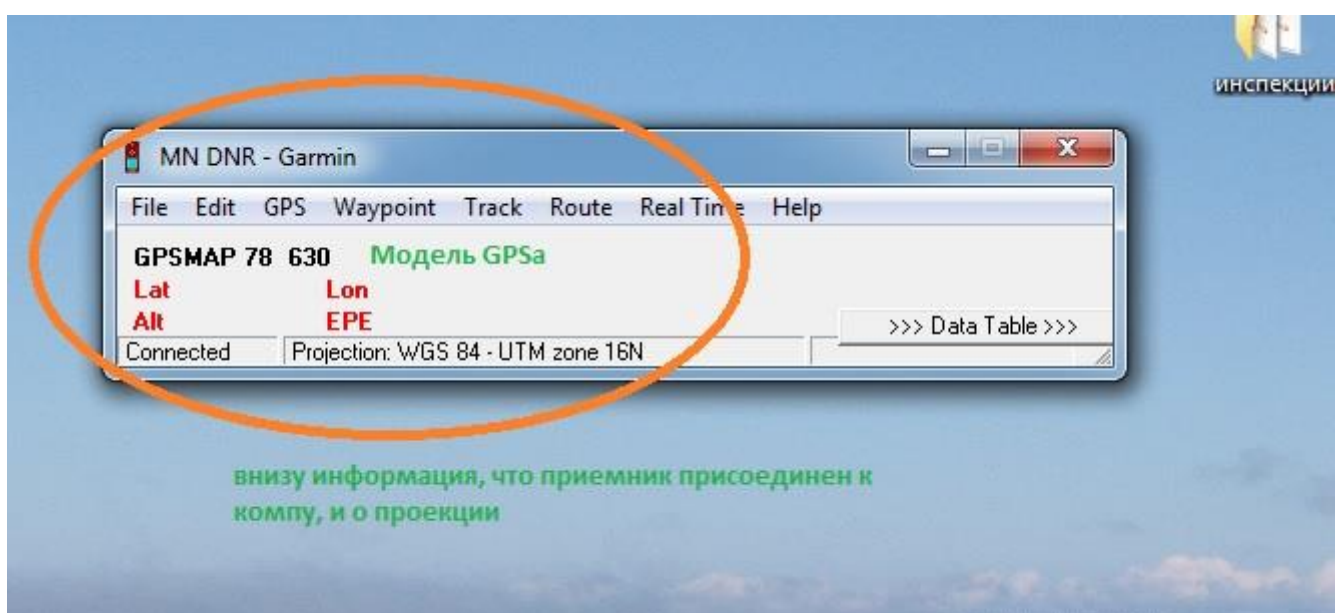 инспекции
MN DNR - Garmin
File Edit GPS Waypoint Track Route Real Time Help
GPSMAP 78 630 Модель GPSa
Lat Lon
Alt EPE
>>> Data Table >>>
Connected Projection: WGS 84 - UTM zone 16N
внизу информация, что приемник присоединен к
компу, и о проекции